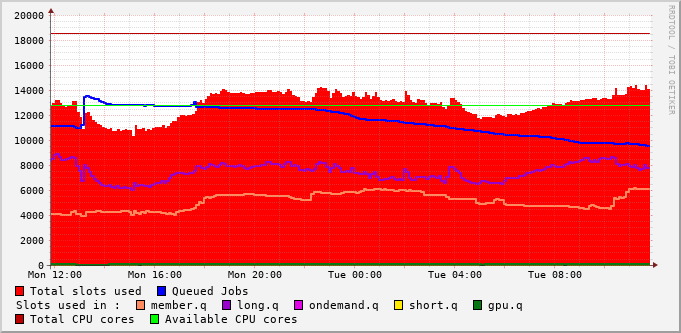 20000
18000
16000
14000
12000
10000
8000
6000
4000
2000
0
Mon 12:00 Mon 16:00 Mon 20:00 Tue 00:00 Tue 04:00 Tue 08:00
RRDTOOL / TOBI OETIKER
Total slots used Queued Jobs
Slots used in : member.q long.q ondemand.q short.q gpu.q
Total CPU cores Available CPU cores